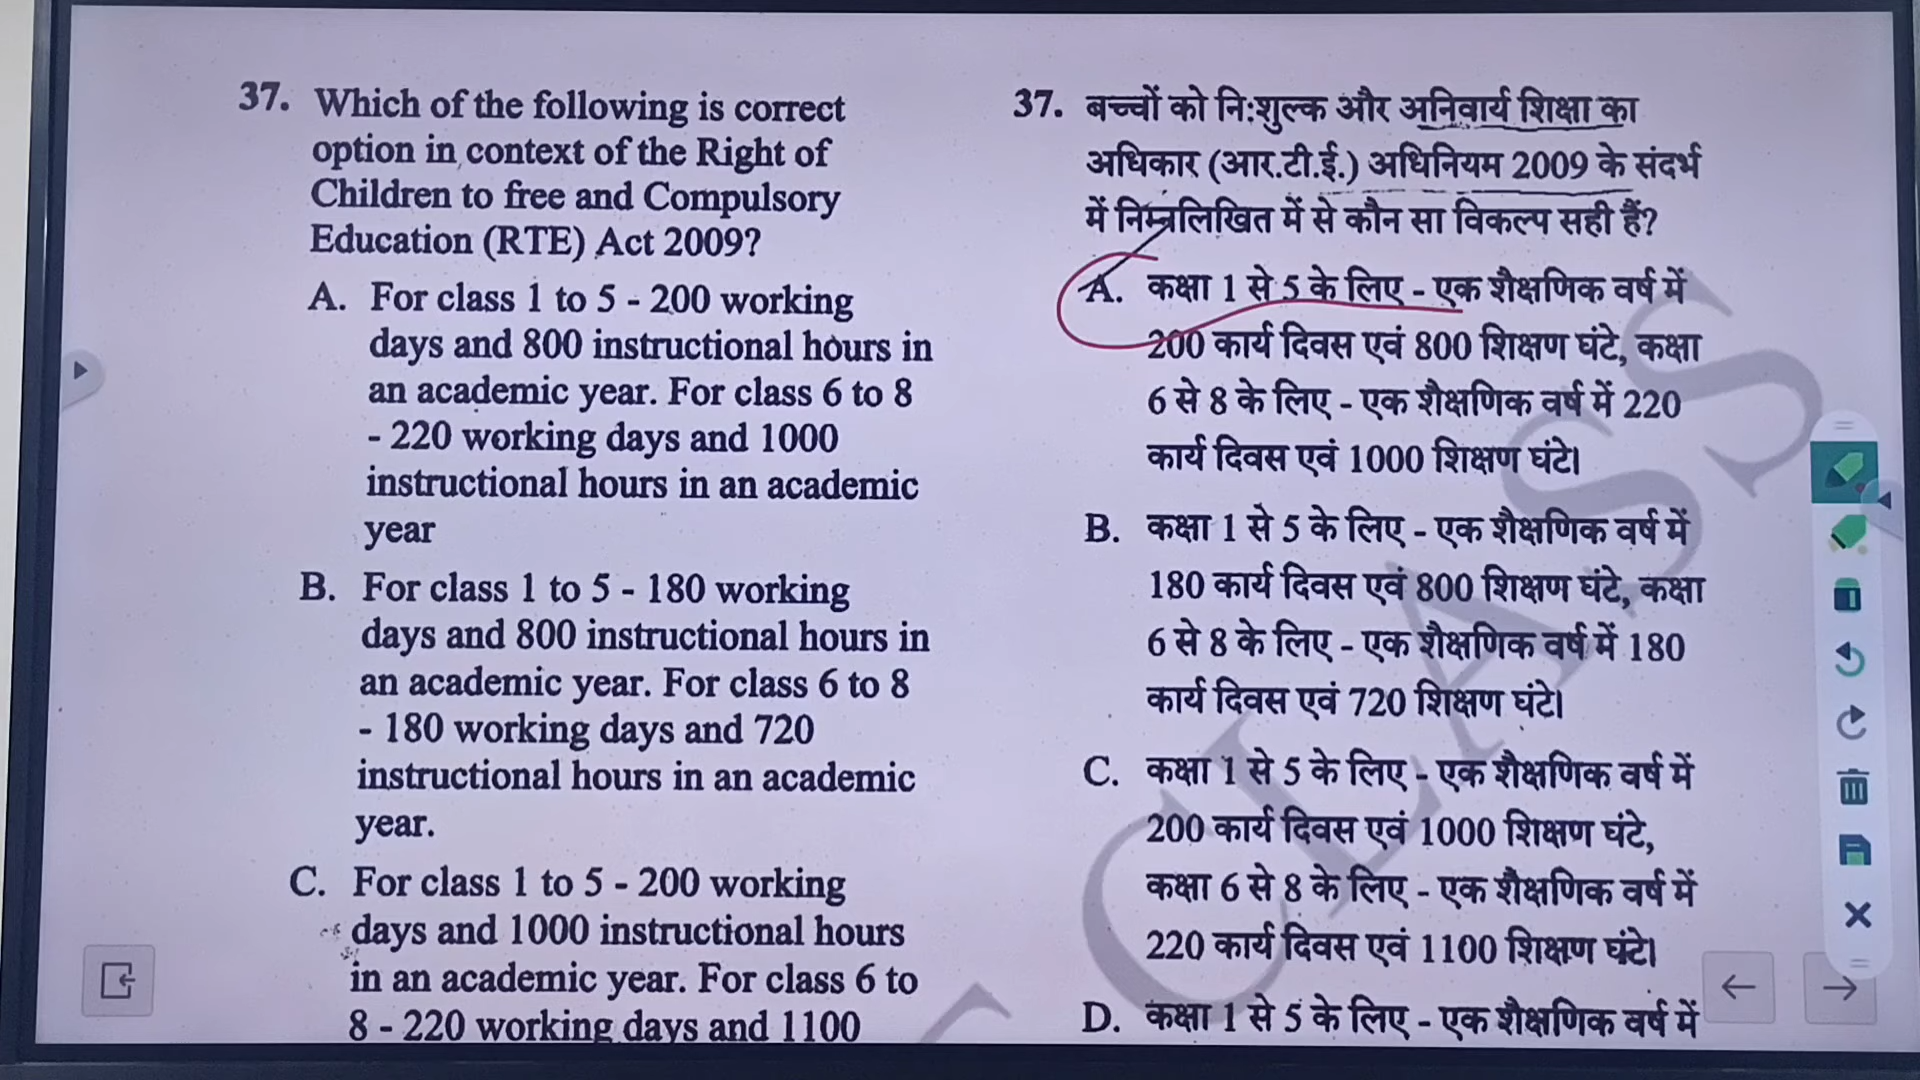 37. Which of the following is correct
option in context of the Right of
Children to free and Compulsory
Education (RTE) Act 2009?
A. For class 1 to 5 - 200 working
days and 800 instructional hours in
an academic year. For class 6 to 8
- 220 working days and 1000
instructional hours in an academic
year
B. For class 1 to 5 - 180 working
days and 800 instructional hours in
an academic year. For class 6 to 8
- 180 working days and 720
instructional hours in an academic
year.
C. For class 1 to 5 - 200 working
days and 1000 instructional hours
in an academic year. For class 6 to
8 - 220 working days and 1100
37. बच्चों को नि:शुल्क और अनिवार्य शिक्षा का
अधिकार (आर.टी.ई.) अधिनियम 2009 के संदर्भ
में निम्नलिखित में से कौन सा विकल्प सही हैं?
A. कक्षा 1 से 5 के लिए - एक शैक्षणिक वर्ष में
200 कार्य दिवस एवं 800 शिक्षण घंटे, कक्षा
6 से 8 के लिए - एक शैक्षणिक वर्ष में 220
कार्य दिवस एवं 1000 शिक्षण घंटे।
B. कक्षा 1 से 5 के लिए - एक शैक्षणिक वर्ष में
180 कार्य दिवस एवं 800 शिक्षण घंटे, कक्षा
6 से 8 के लिए - एक शैक्षणिक वर्ष में 180
कार्य दिवस एवं 720 शिक्षण घंटे।
C. कक्षा 1 से 5 के लिए - एक शैक्षणिक वर्ष में
200 कार्य दिवस एवं 1000 शिक्षण घंटे,
कक्षा 6 से 8 के लिए - एक शैक्षणिक वर्ष में
220 कार्य दिवस एवं 1100 शिक्षण घंटे।
D. कक्षा 1 से 5 के लिए - एक शैक्षणिक वर्ष में
CLASS